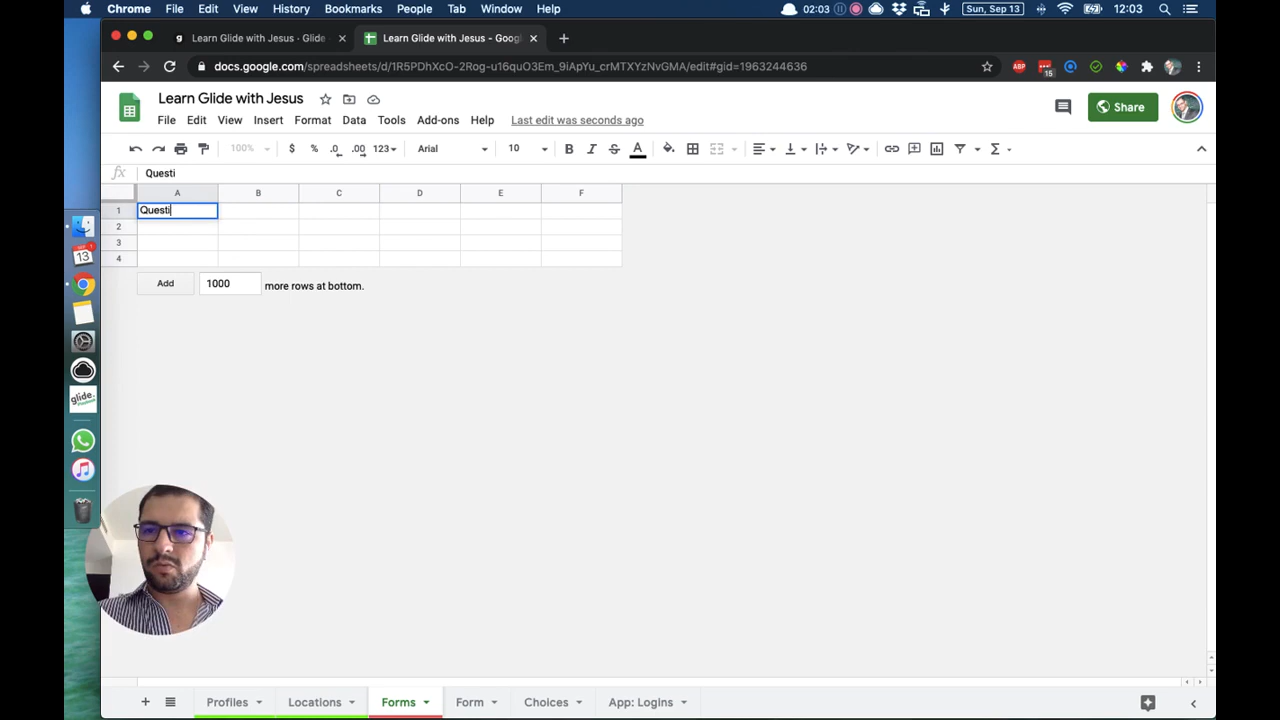 Chrome File Edit View History Bookmarks People Tab Window Help 02:03 Sun, Sep 13 12:03
g Learn Glide with Jesus · Glide Learn Glide with Jesus - Goog
docs.google.com/spreadsheets/d/1R5PDhXcO-2Rog-u16quO3Em_9iApYu_crMTXYzNvGMA/edit#gid=1963244636
ABP 15
Learn Glide with Jesus
Share
File Edit View Insert Format Data Tools Add-ons Help Last edit was seconds ago
100% $ % .0 .00 123 Arial 10 B I S A
fx Questi
A B C D E F
1 Questi
2
3
4
Add 1000 more rows at bottom.
13
glide.
Profiles Locations Forms Form Choices App: Logins